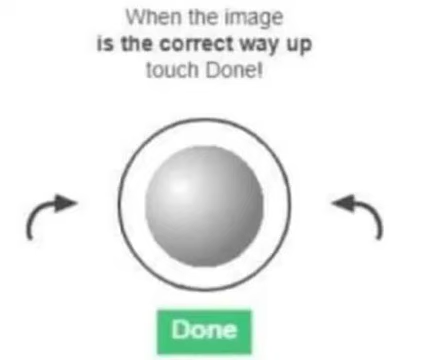 When the image
is the correct way up
touch Done!
Done